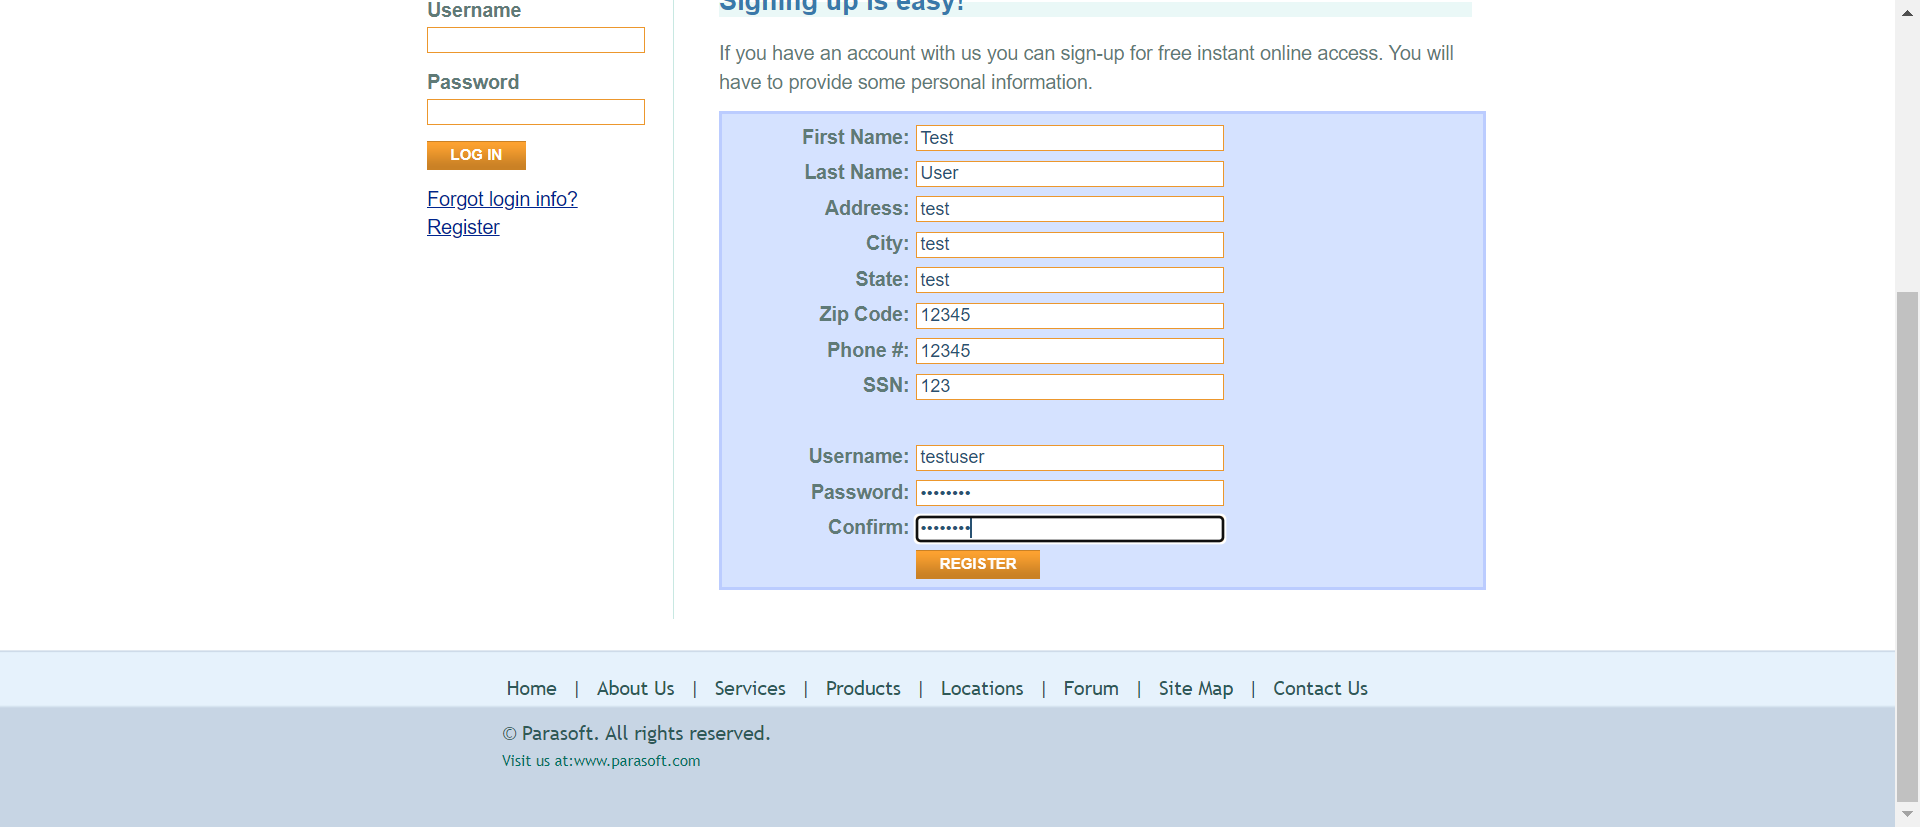 Username
Password
LOG IN
Forgot login info?
Register
Signing up is easy!
If you have an account with us you can sign-up for free instant online access. You will
have to provide some personal information.
First Name: Test
Last Name: User
Address: test
City: test
State: test
Zip Code: 12345
Phone #: 12345
SSN: 123
Username: testuser
Password: ••••••••
Confirm: ••••••••
REGISTER
Home | About Us | Services | Products | Locations | Forum | Site Map | Contact Us
© Parasoft. All rights reserved.
Visit us at:www.parasoft.com